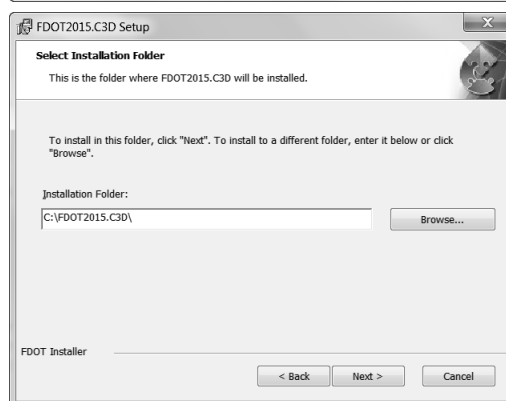 FDOT2015.C3D Setup
X
Select Installation Folder
This is the folder where FDOT2015.C3D will be installed.
To install in this folder, click "Next". To install to a different folder, enter it below or click
"Browse".
Installation Folder:
C:\FDOT2015.C3D\
Browse...
FDOT Installer
< Back
Next >
Cancel